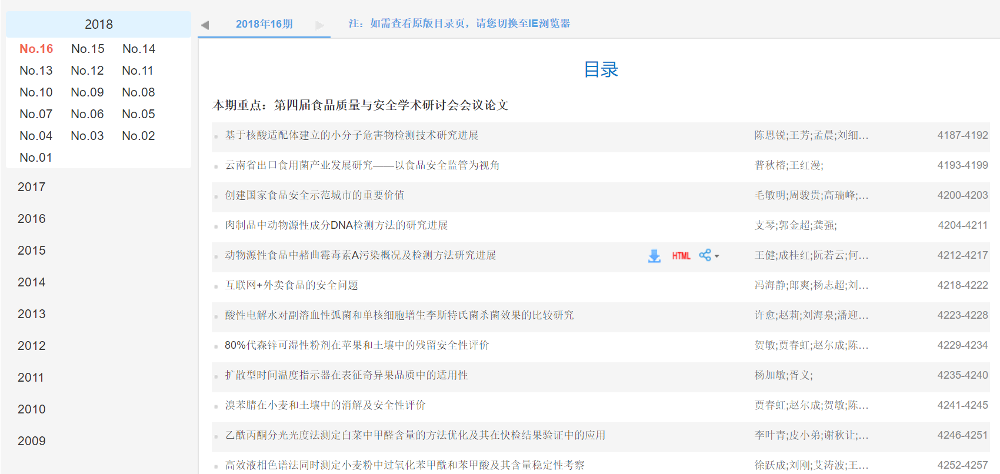 2018
No.16 No.15 No.14
No.13 No.12 No.11
No.10 No.09 No.08
No.07 No.06 No.05
No.04 No.03 No.02
No.01
2017
2016
2015
2014
2013
2012
2011
2010
2009
2018年16期
注：如需查看原版目录页，请您切换至IE浏览器
目录
本期重点：第四届食品质量与安全学术研讨会会议论文
基于核酸适配体建立的小分子危害物检测技术研究进展 陈思锐;王芳;孟晨;刘细... 4187-4192
云南省出口食用菌产业发展研究——以食品安全监管为视角 普秋榕;王红漫; 4193-4199
创建国家食品安全示范城市的重要价值 毛敏明;周骏贵;高瑞峰;... 4200-4203
肉制品中动物源性成分DNA检测方法的研究进展 支琴;郭金超;龚强; 4204-4211
动物源性食品中赭曲霉毒素A污染概况及检测方法研究进展 HTML 王健;成桂红;阮若云;何... 4212-4217
互联网+外卖食品的安全问题 冯海静;郎爽;杨志超;刘... 4218-4222
酸性电解水对副溶血性弧菌和单核细胞增生李斯特氏菌杀菌效果的比较研究 许愈;赵莉;刘海泉;潘迎... 4223-4228
80%代森锌可湿性粉剂在苹果和土壤中的残留安全性评价 贺敏;贾春虹;赵尔成;陈... 4229-4234
扩散型时间温度指示器在表征奇异果品质中的适用性 杨加敏;胥义; 4235-4240
溴苯腈在小麦和土壤中的消解及安全性评价 贾春虹;赵尔成;贺敏;陈... 4241-4245
乙酰丙酮分光光度法测定白菜中甲醛含量的方法优化及其在快检结果验证中的应用 李叶青;皮小弟;谢秋让;... 4246-4251
高效液相色谱法同时测定小麦粉中过氧化苯甲酰和苯甲酸及其含量稳定性考察 徐跃成;刘刚;艾涛波;王... 4252-4257